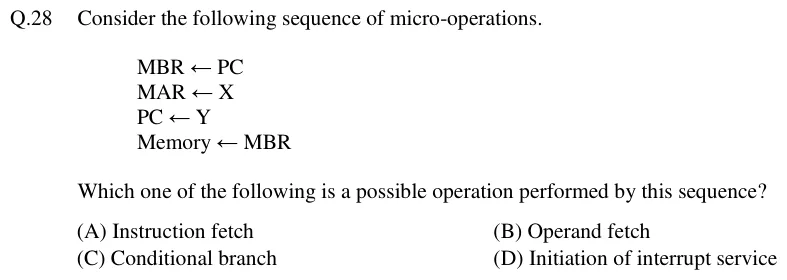 Q.28 Consider the following sequence of micro-operations.
MBR ← PC
MAR ← X
PC ← Y
Memory ← MBR
Which one of the following is a possible operation performed by this sequence?
(A) Instruction fetch (B) Operand fetch
(C) Conditional branch (D) Initiation of interrupt service